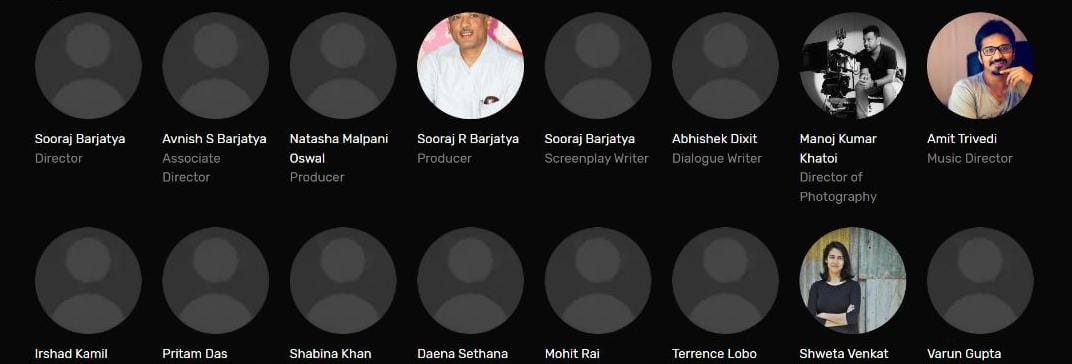 Sooraj Barjatya
Director
Avnish S Barjatya
Associate
Director
Natasha Malpani
Oswal
Producer
Sooraj R Barjatya
Producer
Sooraj Barjatya
Screenplay Writer
Abhishek Dixit
Dialogue Writer
Manoj Kumar
Khatoi
Director of
Photography
Amit Trivedi
Music Director
Irshad Kamil
Pritam Das
Shabina Khan
Daena Sethana
Mohit Rai
Terrence Lobo
Shweta Venkat
Varun Gupta